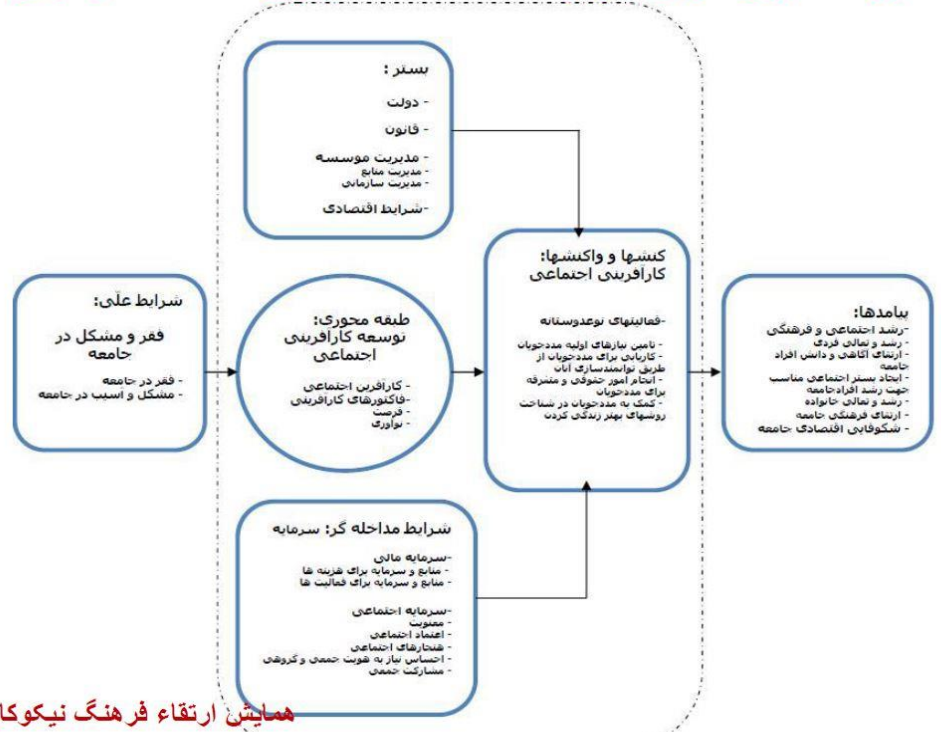 بستر :
- دولت
- قانون
- مدیریت موسسه
- مدیریت منابع
- مدیریت سازمانی
-شرایط اقتصادی
شرایط علّی:
فقر و مشکل در
جامعه
- فقر در جامعه
- مشکل و آسیب در جامعه
طبقه محوری:
توسعه کارآفرینی
اجتماعی
- کارآفرین اجتماعی
-فاکتورهای کارآفرینی
- فرصت
- نوآوری
کنشها و واکنشها:
کارآفرینی اجتماعی
-فعالیتهای نوعدوستانه
- تامین نیازهای اولیه مددجویان
- کاریابی برای مددجویان از
طریق توانمندسازی آنان
- انجام امور حقوقی و متفرقه
برای مددجویان
- کمک به مددجویان در شناخت
روشهای بهتر زندگی کردن
پیامدها:
-رشد اجتماعی و فرهنگی
- رشد و تعالی فردی
- ارتقای آگاهی و دانش افراد
جامعه
- ایجاد بستر اجتماعی مناسب
جهت رشد افرادجامعه
- رشد و تعالی خانواده
- ارتقای فرهنگی جامعه
- شکوفایی اقتصادی جامعه
شرایط مداخله گر: سرمایه
-سرمایه مالی
- منابع و سرمایه برای هزینه ها
- منابع و سرمایه برای فعالیت ها
-سرمایه اجتماعی
- معنویت
- اعتماد اجتماعی
- هنجارهای اجتماعی
- احساس نیاز به هویت جمعی و گروهی
- مشارکت جمعی
همایش ارتقاء فرهنگ نیکوکا